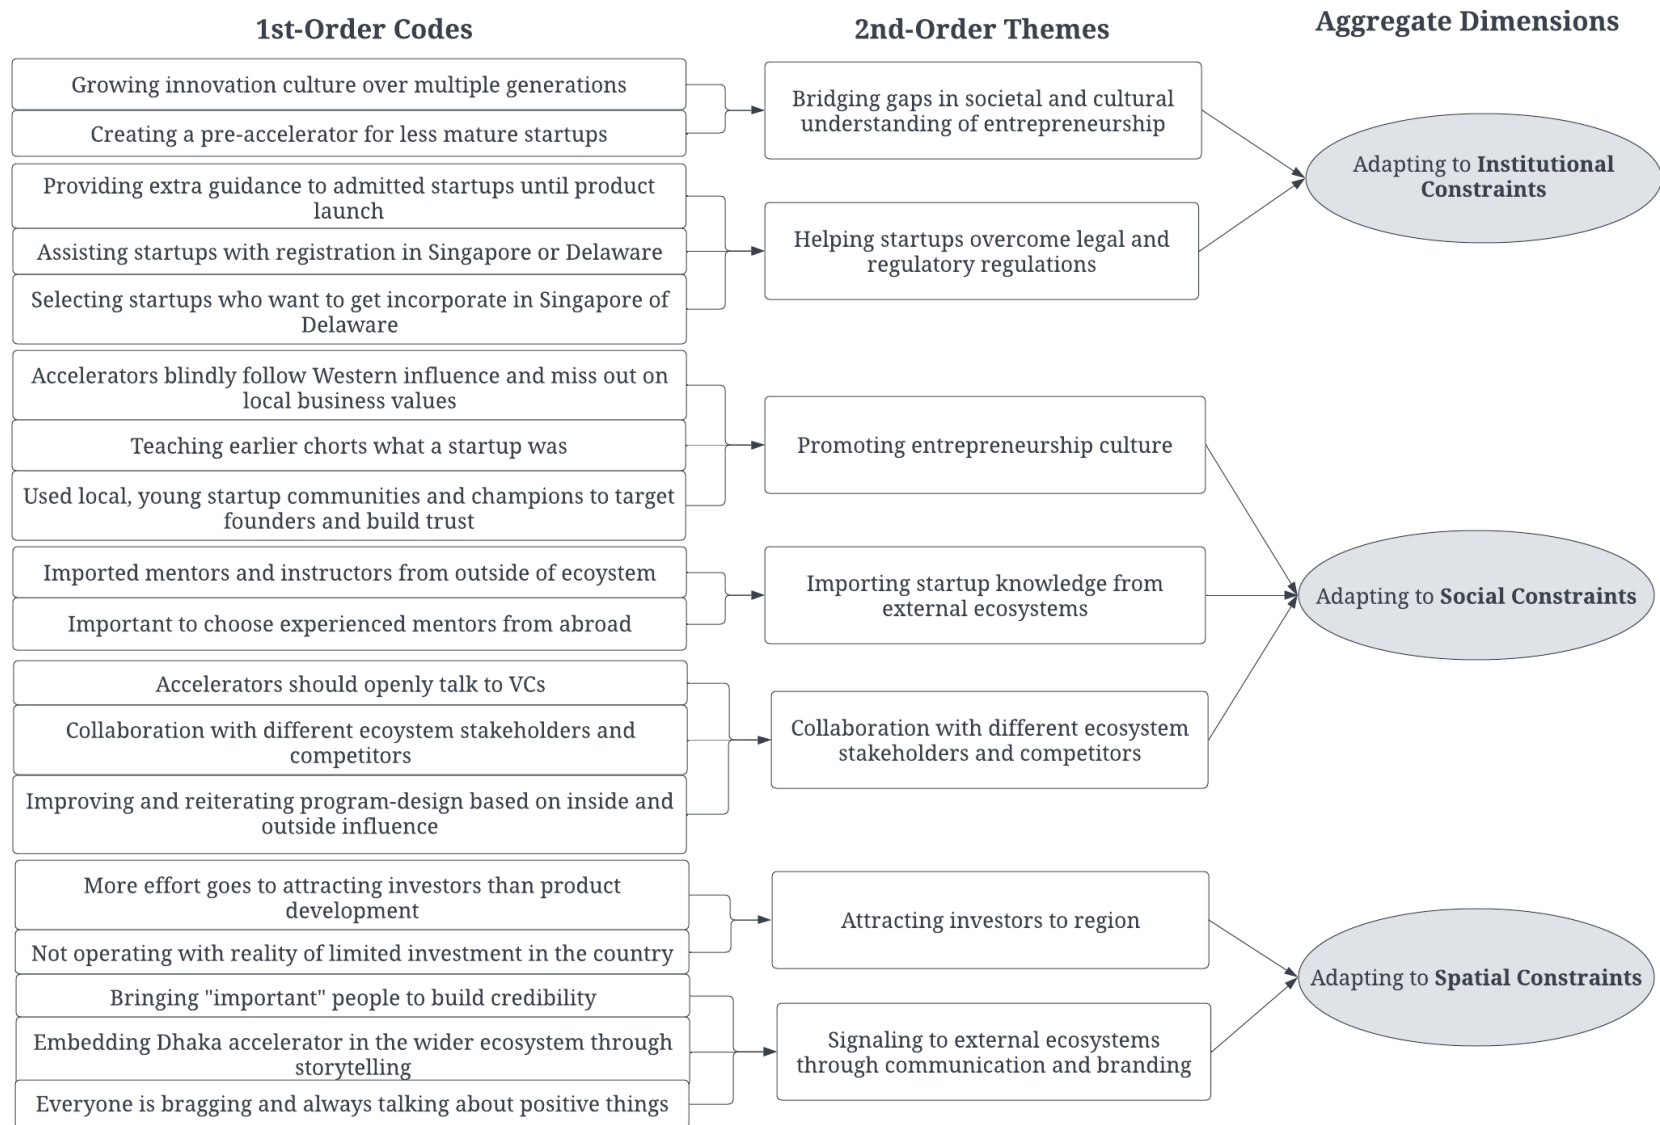 1st-Order Codes
2nd-Order Themes
Aggregate Dimensions
Growing innovation culture over multiple generations
Creating a pre-accelerator for less mature startups
Bridging gaps in societal and cultural
understanding of entrepreneurship
Providing extra guidance to admitted startups until product
launch
Assisting startups with registration in Singapore or Delaware
Selecting startups who want to get incorporate in Singapore of
Delaware
Helping startups overcome legal and
regulatory regulations
Adapting to Institutional
Constraints
Accelerators blindly follow Western influence and miss out on
local business values
Teaching earlier chorts what a startup was
Used local, young startup communities and champions to target
founders and build trust
Promoting entrepreneurship culture
Imported mentors and instructors from outside of ecoystem
Important to choose experienced mentors from abroad
Importing startup knowledge from
external ecosystems
Accelerators should openly talk to VCs
Collaboration with different ecoystem stakeholders and
competitors
Improving and reiterating program-design based on inside and
outside influence
Collaboration with different ecosystem
stakeholders and competitors
Adapting to Social Constraints
More effort goes to attracting investors than product
development
Not operating with reality of limited investment in the country
Attracting investors to region
Bringing "important" people to build credibility
Embedding Dhaka accelerator in the wider ecosystem through
storytelling
Everyone is bragging and always talking about positive things
Signaling to external ecosystems
through communication and branding
Adapting to Spatial Constraints